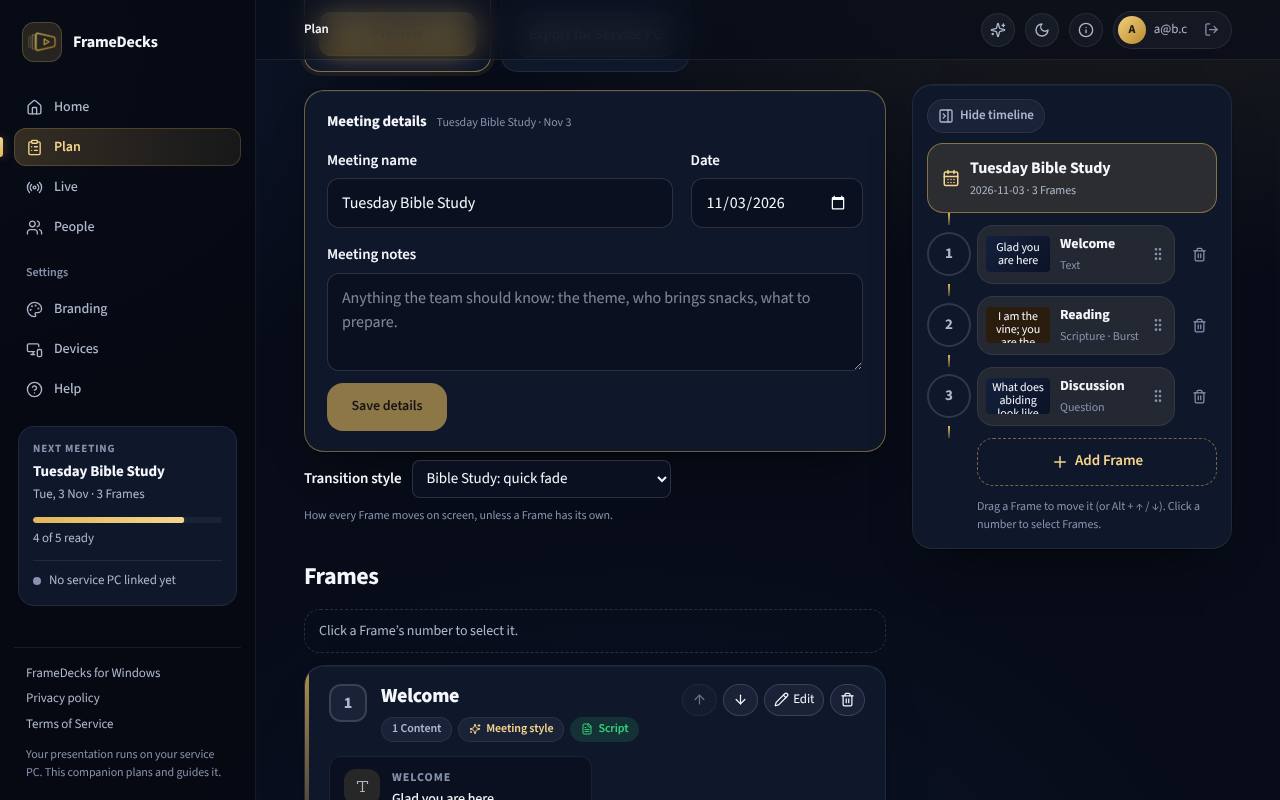 FrameDecks
Home
Plan
Live
People
Settings
Branding
Devices
Help
NEXT MEETING
Tuesday Bible Study
Tue, 3 Nov · 3 Frames
4 of 5 ready
No service PC linked yet
FrameDecks for Windows
Privacy policy
Terms of Service
Your presentation runs on your service
PC. This companion plans and guides it.
Plan
Export for Service PC
A a@b.c
Meeting details Tuesday Bible Study · Nov 3
Meeting name
Date
Tuesday Bible Study
11/03/2026
Meeting notes
Anything the team should know: the theme, who brings snacks, what to
prepare.
Save details
Transition style Bible Study: quick fade
How every Frame moves on screen, unless a Frame has its own.
Frames
Click a Frame’s number to select it.
1 Welcome
Edit
1 Content Meeting style Script
T WELCOME
Glad you are here
Hide timeline
Tuesday Bible Study
2026-11-03 · 3 Frames
1
Glad you
are here
Welcome
Text
2
I am the
vine; you
are the
Reading
Scripture · Burst
3
What does
abiding
look like
Discussion
Question
+ Add Frame
Drag a Frame to move it (or Alt + ↑ / ↓). Click a
number to select Frames.